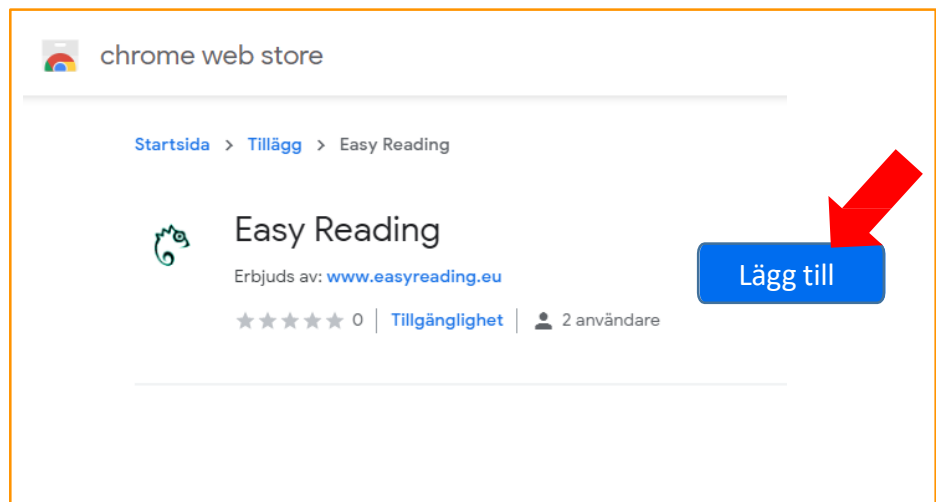 chrome web store
Startsida > Tillägg > Easy Reading
Easy Reading
Erbjuds av: www.easyreading.eu
Lägg till
0 | Tillgänglighet | 2 användare